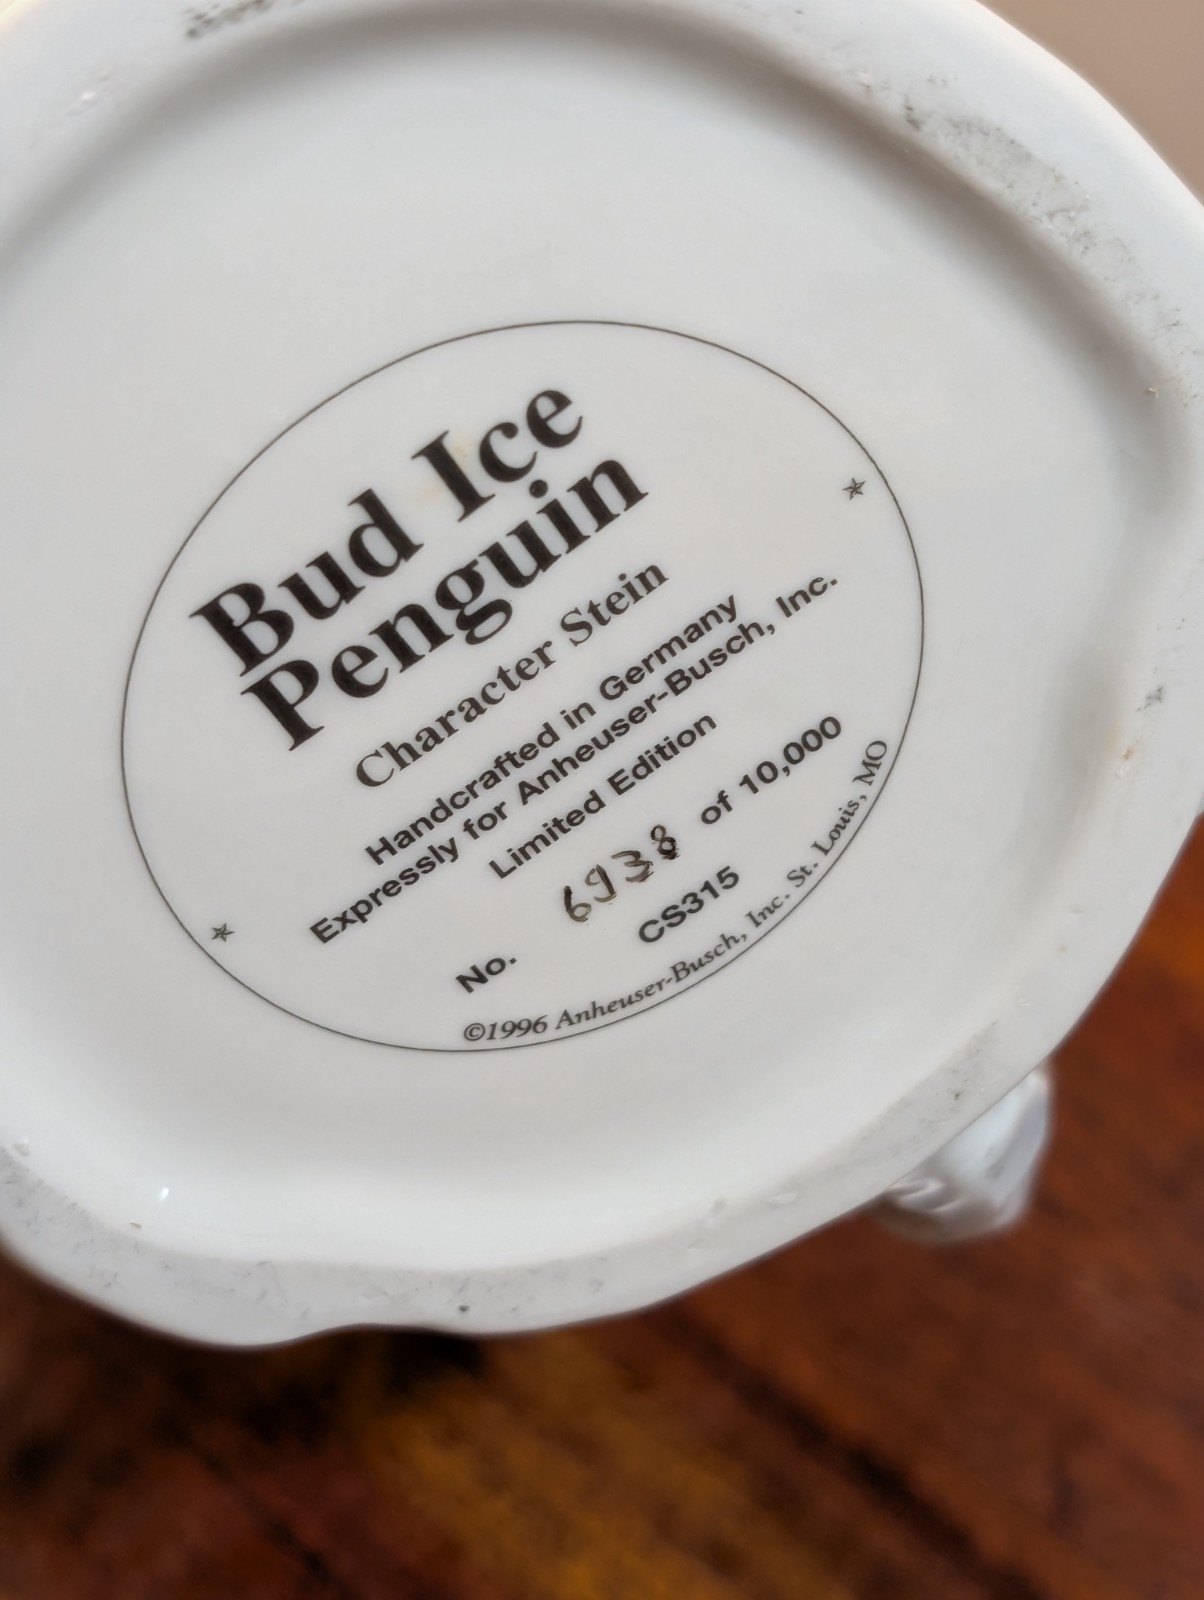 Bud Ice
Penguin
Character Stein
Handcrafted in Germany
Expressly for Anheuser-Busch, Inc.
Limited Edition
No. 6938 of 10,000
CS315
©1996 Anheuser-Busch, Inc. St. Louis, MO